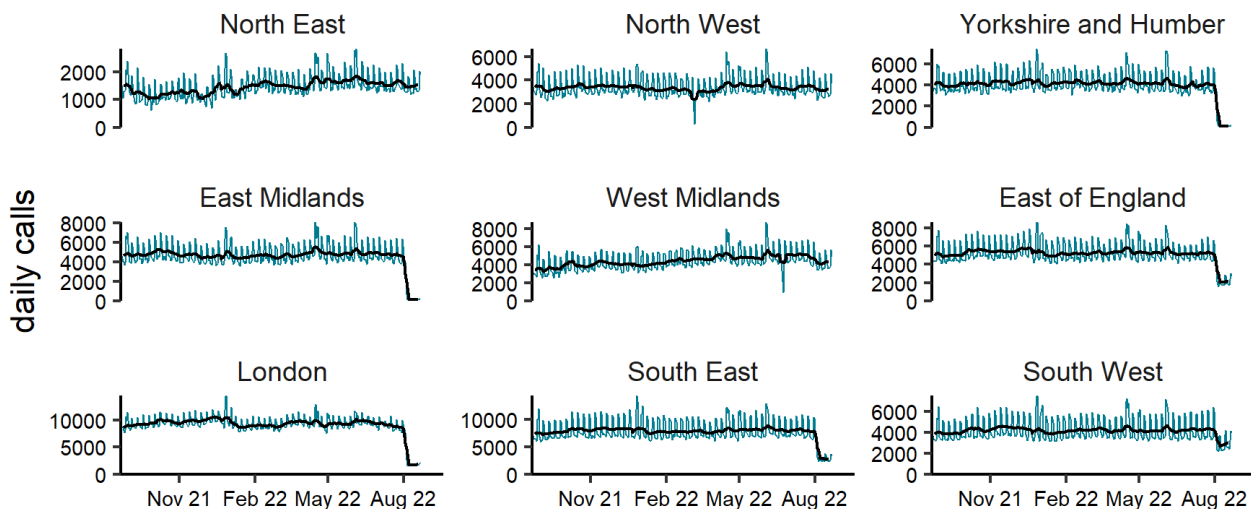 North East
North West
Yorkshire and Humber
2000
1000
0
6000
4000
2000
0
6000
4000
2000
0
daily calls
East Midlands
West Midlands
East of England
8000
6000
4000
2000
0
8000
6000
4000
2000
0
8000
6000
4000
2000
0
London
South East
South West
10000
5000
0
10000
5000
0
6000
4000
2000
0
Nov 21 Feb 22 May 22 Aug 22
Nov 21 Feb 22 May 22 Aug 22
Nov 21 Feb 22 May 22 Aug 22